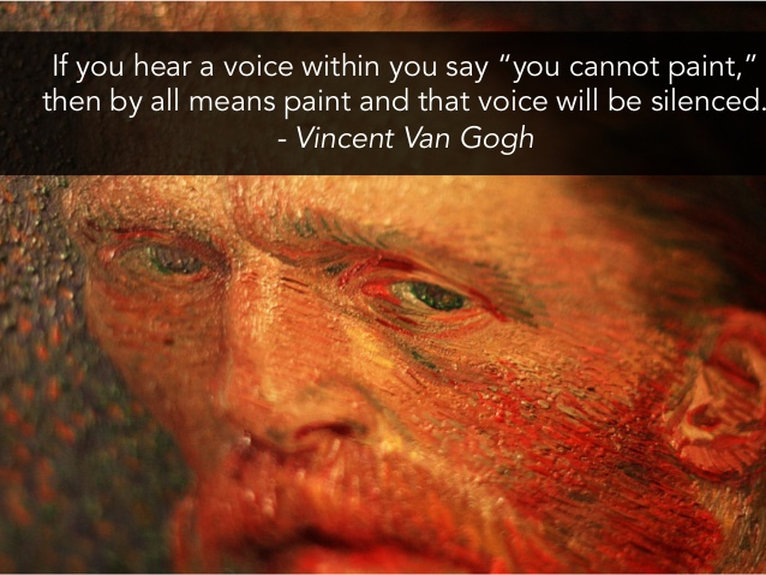 If you hear a voice within you say “you cannot paint,”
then by all means paint and that voice will be silenced.
- Vincent Van Gogh